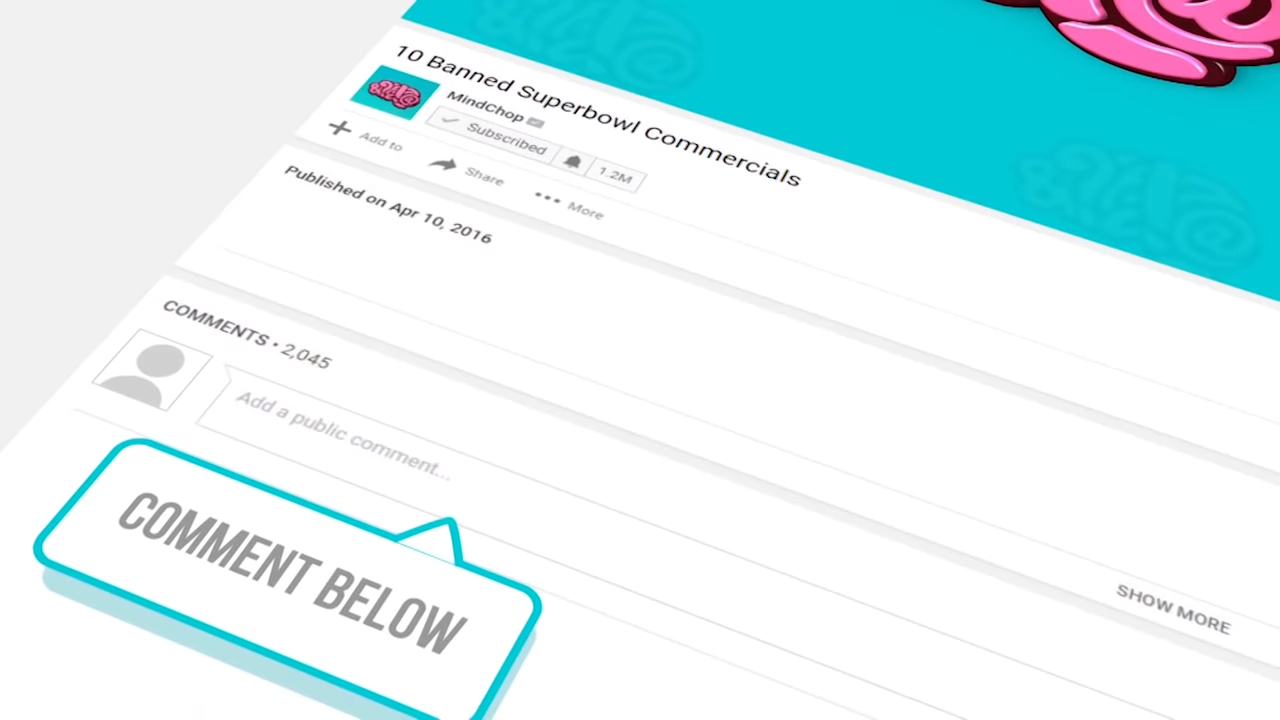 10 Banned Superbowl Commercials
MindChop
Subscribed 1.2M
Add to Share More
Published on Apr 10, 2016
COMMENTS • 2,045
Add a public comment...
COMMENT BELOW
SHOW MORE